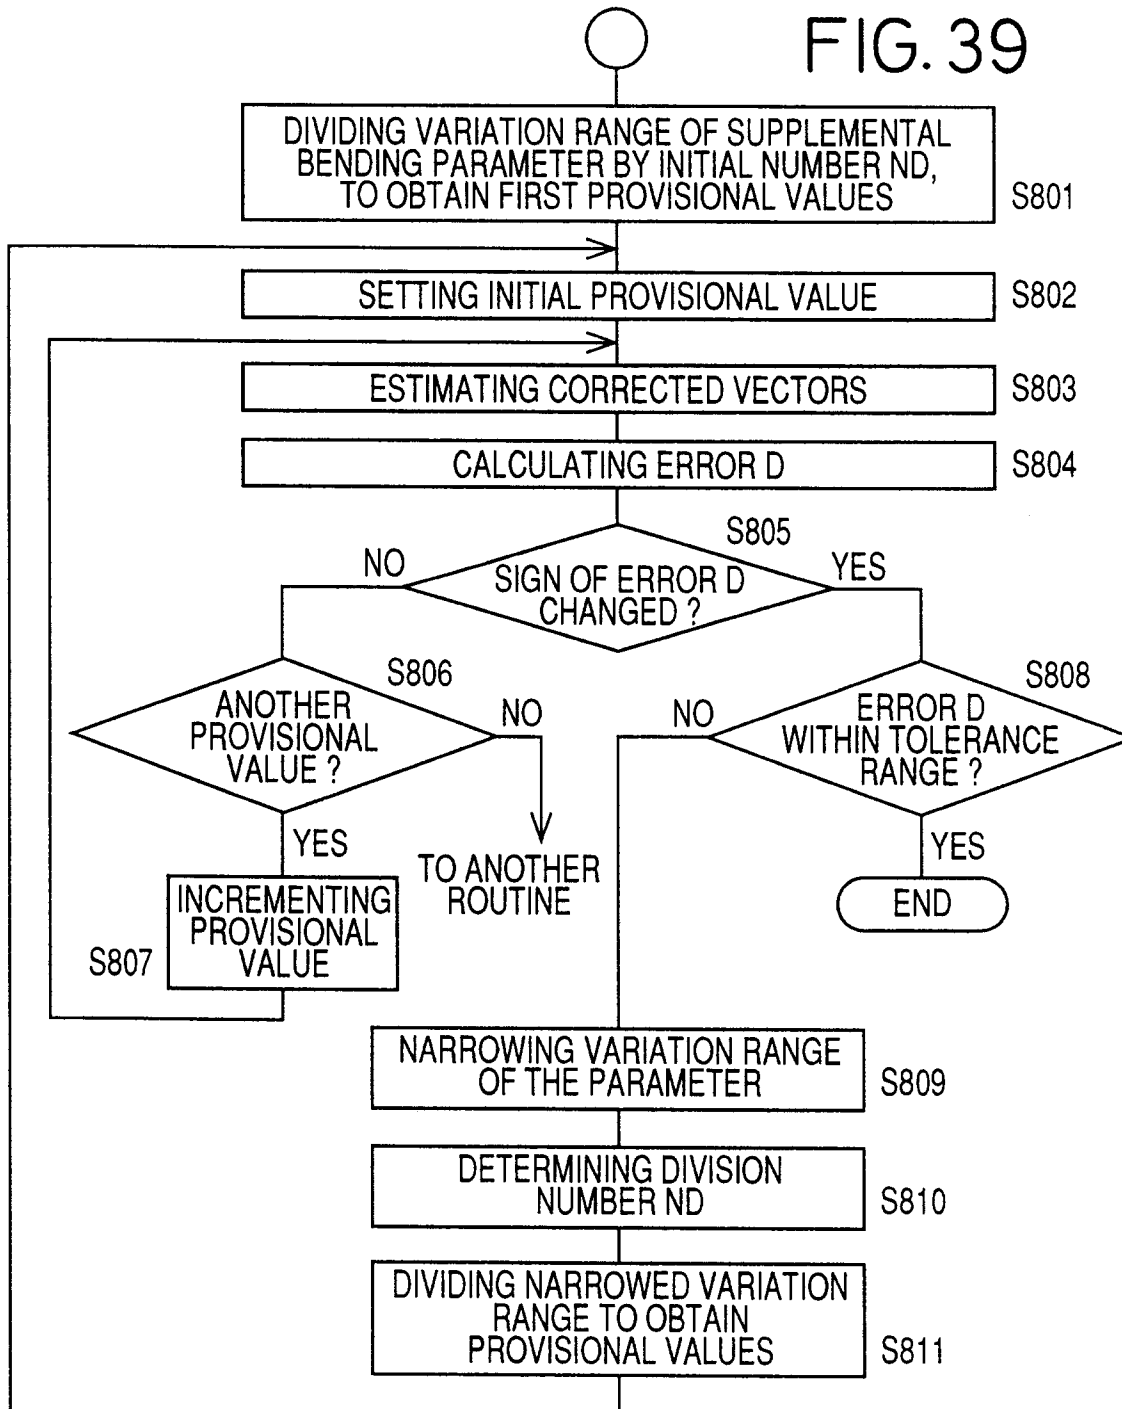 FIG. 39
DIVIDING VARIATION RANGE OF SUPPLEMENTAL
BENDING PARAMETER BY INITIAL NUMBER ND,
TO OBTAIN FIRST PROVISIONAL VALUES
S801
SETTING INITIAL PROVISIONAL VALUE
S802
ESTIMATING CORRECTED VECTORS
S803
CALCULATING ERROR D
S804
S805
NO
SIGN OF ERROR D
CHANGED ?
YES
S806
ANOTHER
PROVISIONAL
VALUE ?
NO
S808
NO
ERROR D
WITHIN TOLERANCE
RANGE ?
YES
TO ANOTHER
ROUTINE
YES
END
INCREMENTING
PROVISIONAL
VALUE
S807
NARROWING VARIATION RANGE
OF THE PARAMETER
S809
DETERMINING DIVISION
NUMBER ND
S810
DIVIDING NARROWED VARIATION
RANGE TO OBTAIN
PROVISIONAL VALUES
S811